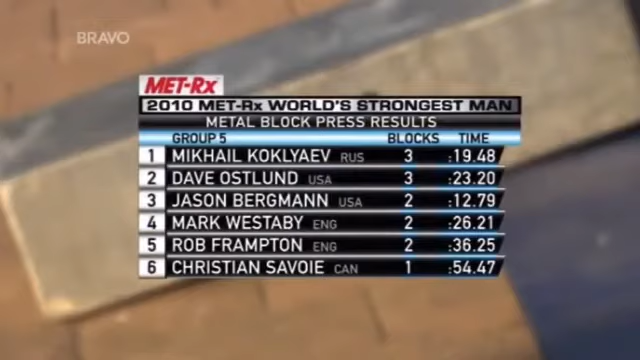 BRAVO
MET-Rx
2010 MET-Rx WORLD'S STRONGEST MAN
METAL BLOCK PRESS RESULTS
GROUP 5 BLOCKS TIME
1 MIKHAIL KOKLYAEV RUS 3 :19.48
2 DAVE OSTLUND USA 3 :23.20
3 JASON BERGMANN USA 2 :12.79
4 MARK WESTABY ENG 2 :26.21
5 ROB FRAMPTON ENG 2 :36.25
6 CHRISTIAN SAVOIE CAN 1 :54.47